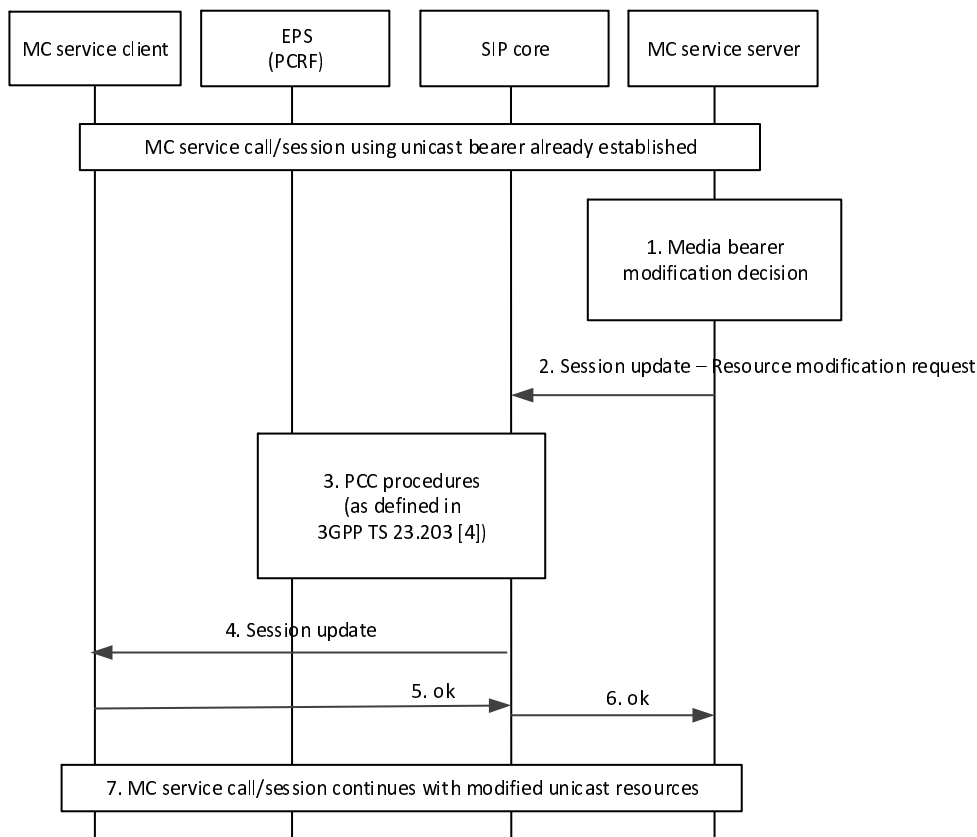 MC service client
EPS
(PCRF)
SIP core
MC service server
MC service call/session using unicast bearer already established
1. Media bearer
modification decision
2. Session update – Resource modification request
3. PCC procedures
(as defined in
3GPP TS 23.203 [4])
4. Session update
5. ok
6. ok
7. MC service call/session continues with modified unicast resources